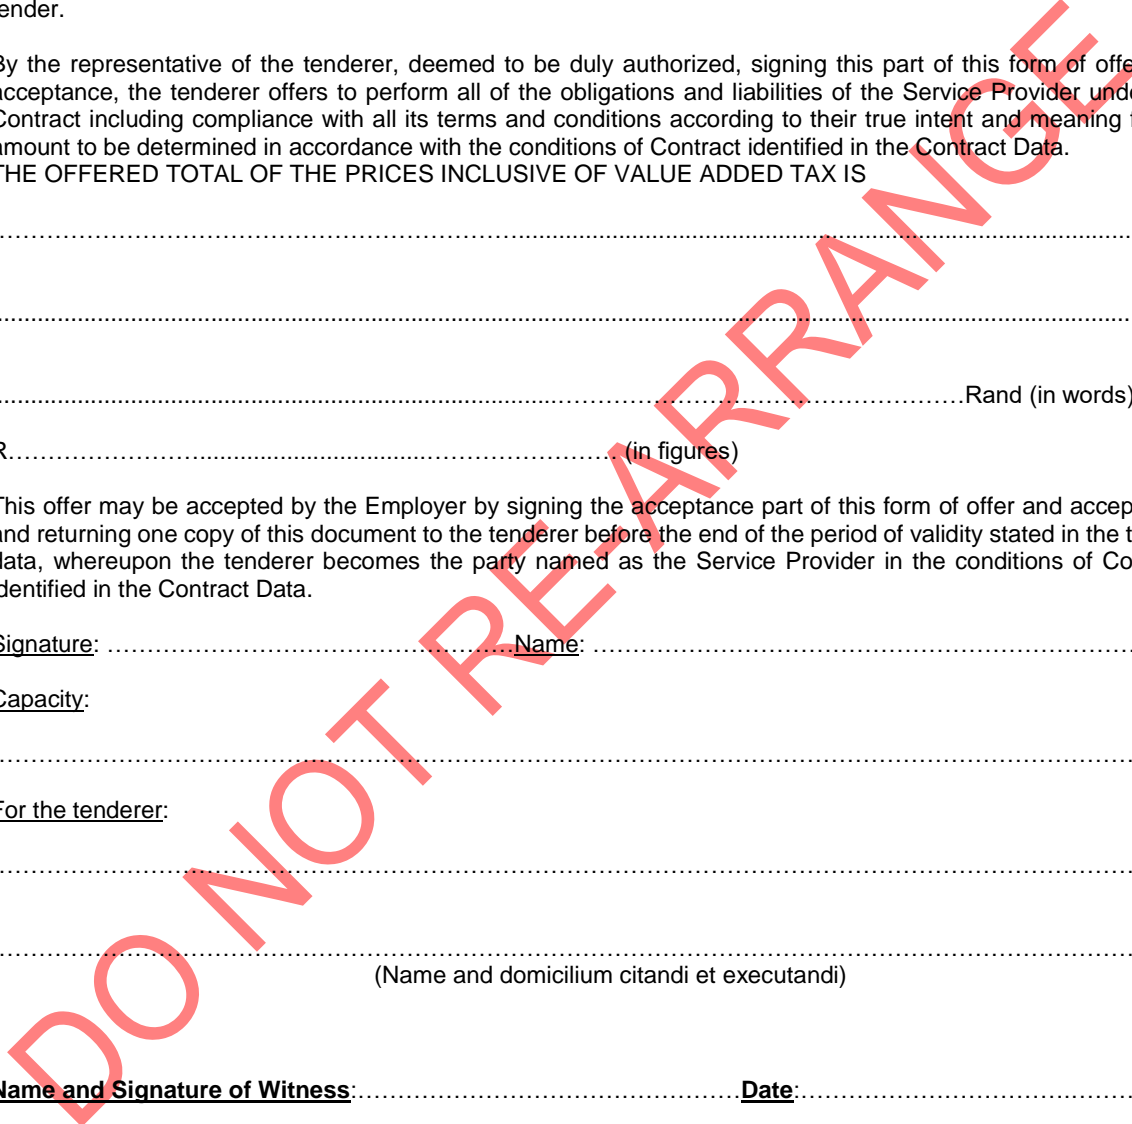 ender.
By the representative of the tenderer, deemed to be duly authorized, signing this part of this form of offe
acceptance, the tenderer offers to perform all of the obligations and liabilities of the Service Provider unde
Contract including compliance with all its terms and conditions according to their true intent and meaning f
amount to be determined in accordance with the conditions of Contract identified in the Contract Data.
THE OFFERED TOTAL OF THE PRICES INCLUSIVE OF VALUE ADDED TAX IS
……………………………………………………………............................................................................
....................................................................................................................................................
..........................................................................……………………………………………Rand (in words)
R……………………...................................…………………… (in figures)
This offer may be accepted by the Employer by signing the acceptance part of this form of offer and accep
and returning one copy of this document to the tenderer before the end of the period of validity stated in the t
data, whereupon the tenderer becomes the party named as the Service Provider in the conditions of Co
identified in the Contract Data.
Signature: ……………………………………………Name: ……………………………………………………………
Capacity:
……………………………………………………………………………………………………………………………
For the tenderer:
……………………………………………………………………………………………………………………………
……………………………………………………………………………………………………………………………
(Name and domicilium citandi et executandi)
Name and Signature of Witness:…………………………………………Date:……………………………………
DO NOT RE-ARRANGE